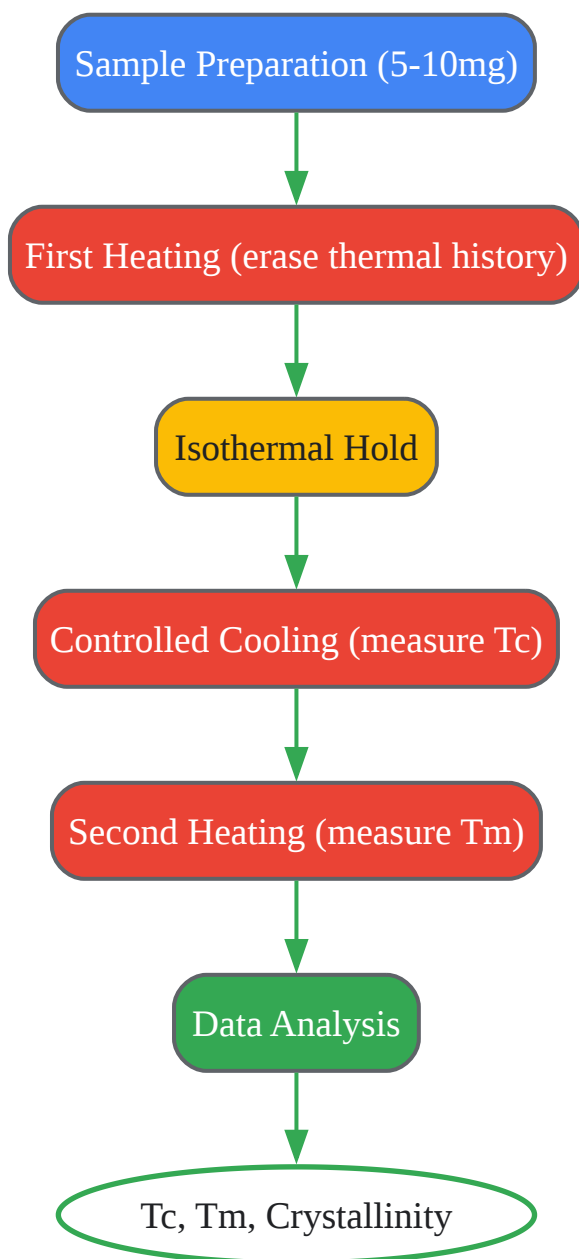 Sample Preparation (5-10mg)
First Heating (erase thermal history)
Isothermal Hold
Controlled Cooling (measure Tc)
Second Heating (measure Tm)
Data Analysis
Tc, Tm, Crystallinity